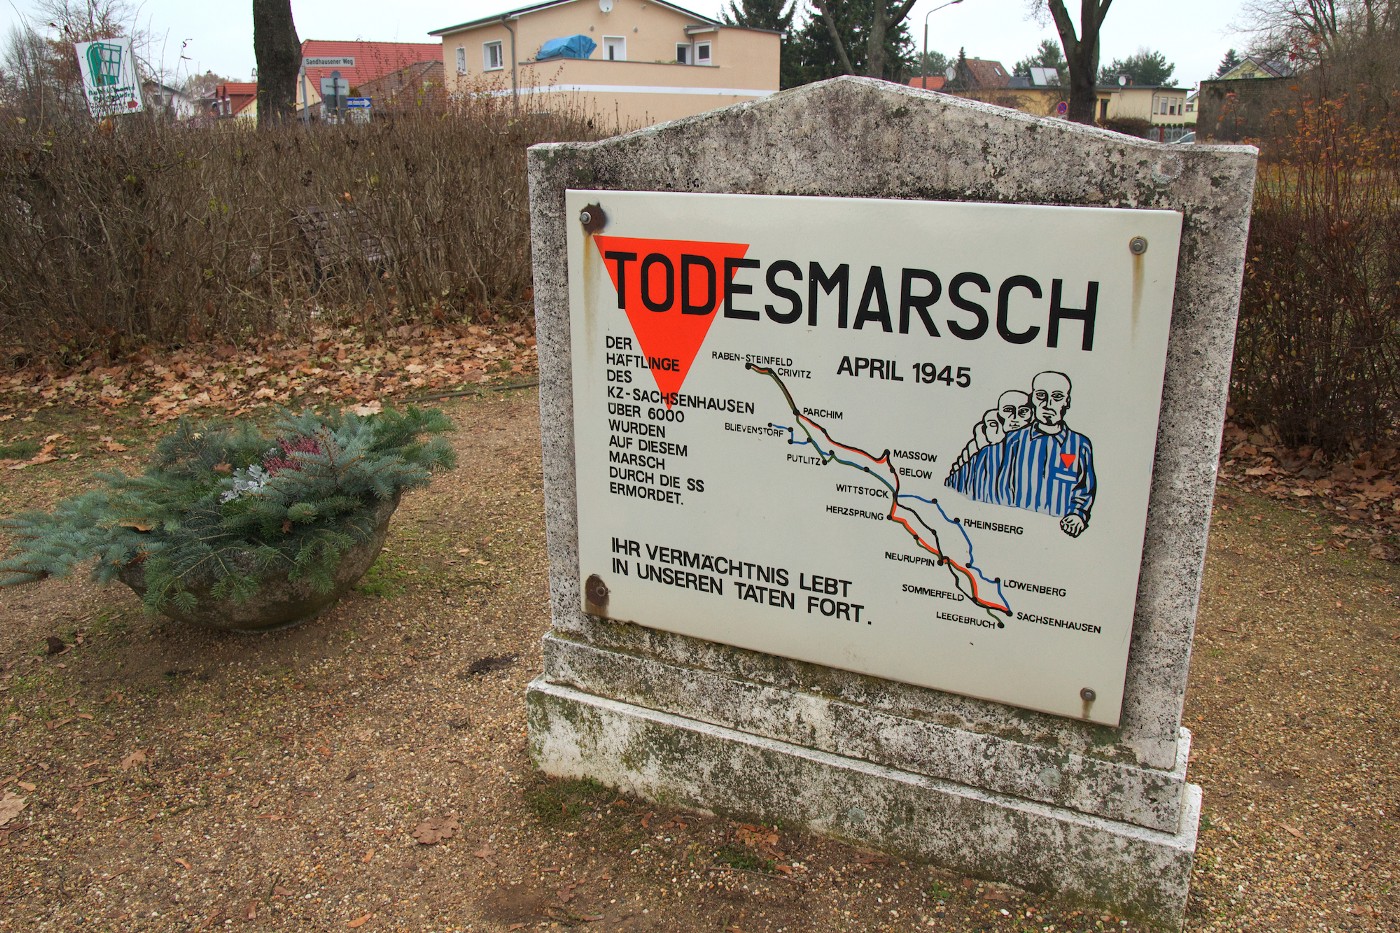 Sandhausener Weg
TODESMARSCH
APRIL 1945
DER
HÄFTLINGE
DES
KZ-SACHSENHAUSEN
ÜBER 6000
WURDEN
AUF DIESEM
MARSCH
DURCH DIE SS
ERMORDET.
RABEN-STEINFELD
CRIVITZ
PARCHIM
BLIEVENSTORF
PUTLITZ
MASSOW
BELOW
WITTSTOCK
HERZSPRUNG
RHEINSBERG
NEURUPPIN
LÖWENBERG
SOMMERFELD
LEEGEBRUCH
SACHSENHAUSEN
IHR VERMÄCHTNIS LEBT
IN UNSEREN TATEN FORT.